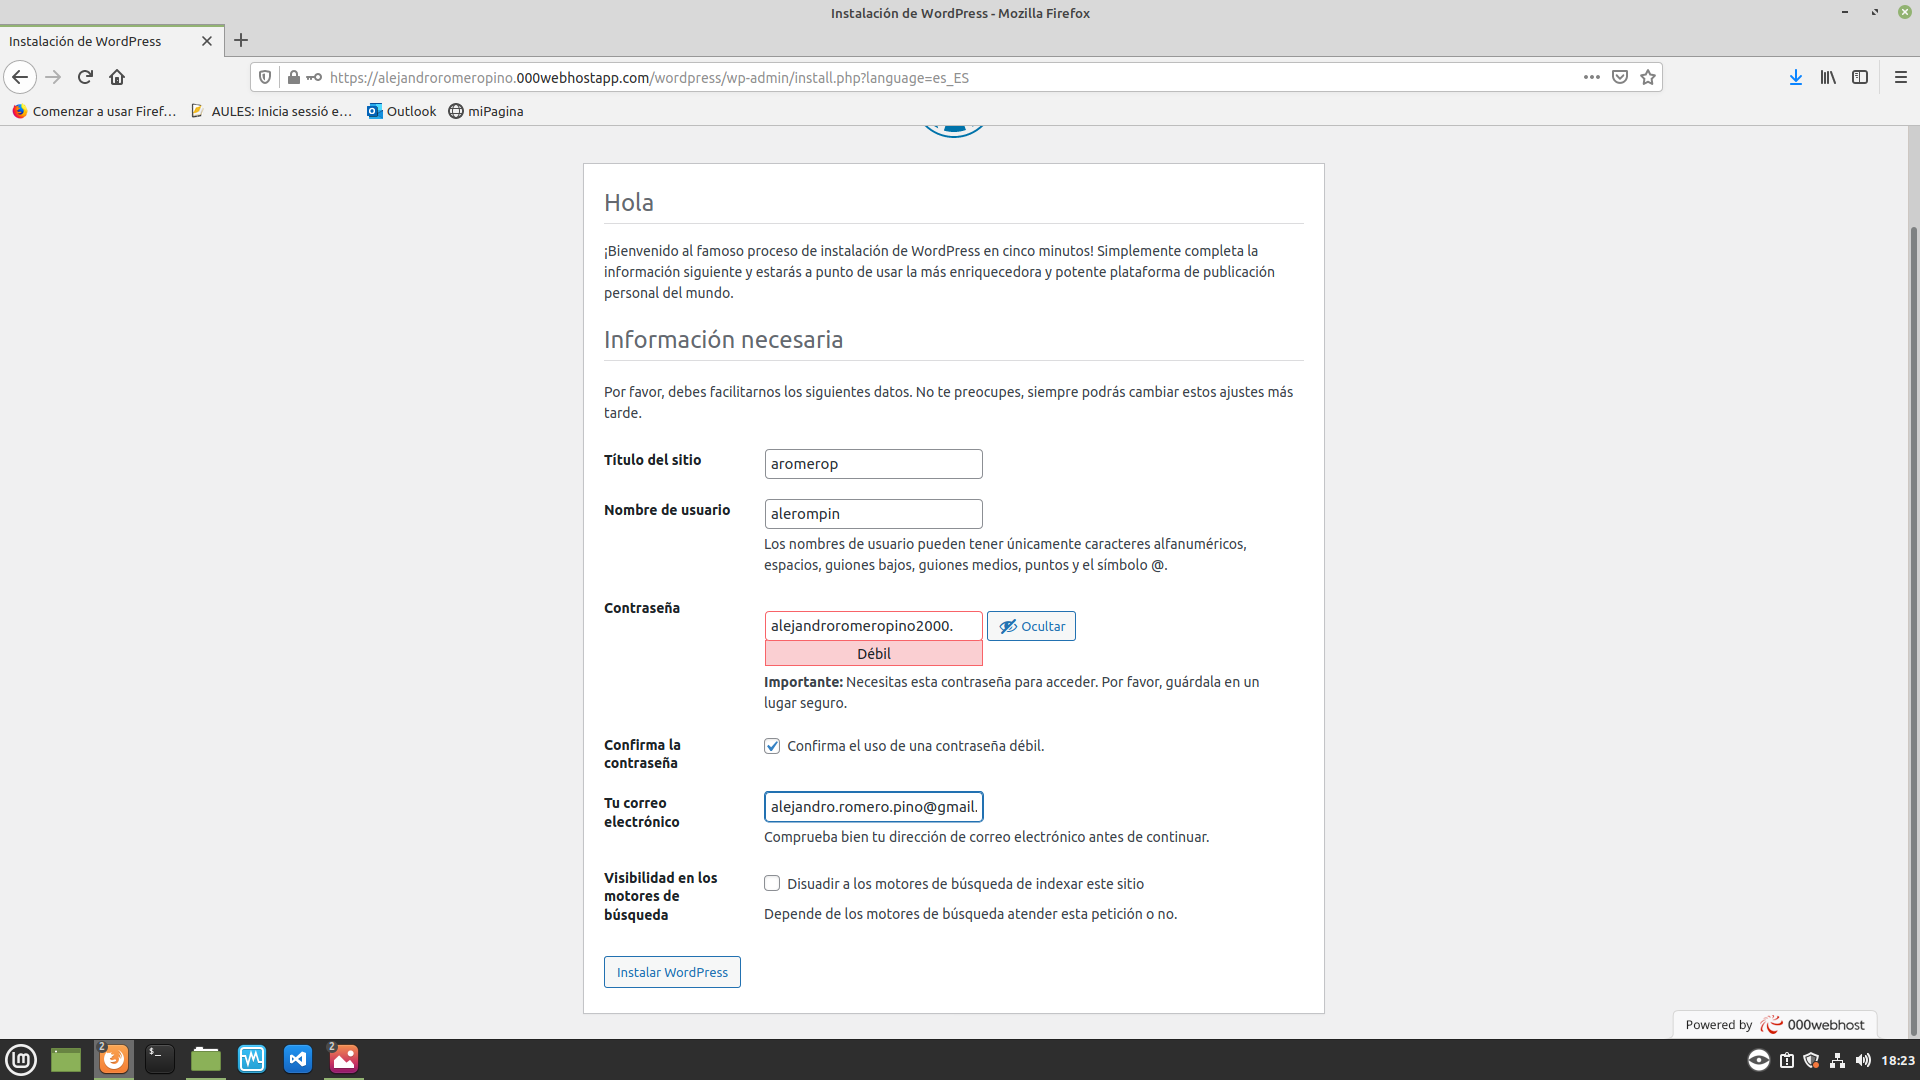 Instalación de WordPress - Mozilla Firefox
Instalación de WordPress
https://alejandroromeropino.000webhostapp.com/wordpress/wp-admin/install.php?language=es_ES
Comenzar a usar Firef… AULES: Inicia sessió e… Outlook miPagina
Hola
¡Bienvenido al famoso proceso de instalación de WordPress en cinco minutos! Simplemente completa la
información siguiente y estarás a punto de usar la más enriquecedora y potente plataforma de publicación
personal del mundo.
Información necesaria
Por favor, debes facilitarnos los siguientes datos. No te preocupes, siempre podrás cambiar estos ajustes más
tarde.
Título del sitio
aromerop
Nombre de usuario
alerompin
Los nombres de usuario pueden tener únicamente caracteres alfanuméricos,
espacios, guiones bajos, guiones medios, puntos y el símbolo @.
Contraseña
alejandroromeropino2000.
Ocultar
Débil
Importante: Necesitas esta contraseña para acceder. Por favor, guárdala en un
lugar seguro.
Confirma la
contraseña
Confirma el uso de una contraseña débil.
Tu correo
electrónico
alejandro.romero.pino@gmail.
Comprueba bien tu dirección de correo electrónico antes de continuar.
Visibilidad en los
motores de
búsqueda
Disuadir a los motores de búsqueda de indexar este sitio
Depende de los motores de búsqueda atender esta petición o no.
Instalar WordPress
Powered by 000webhost
2
2
18:23